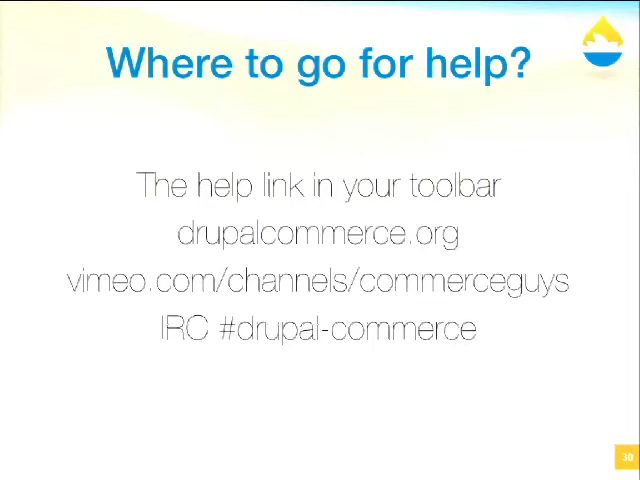 Where to go for help?
The help link in your toolbar
drupalcommerce.org
vimeo.com/channels/commerceguys
IRC #drupal-commerce
30